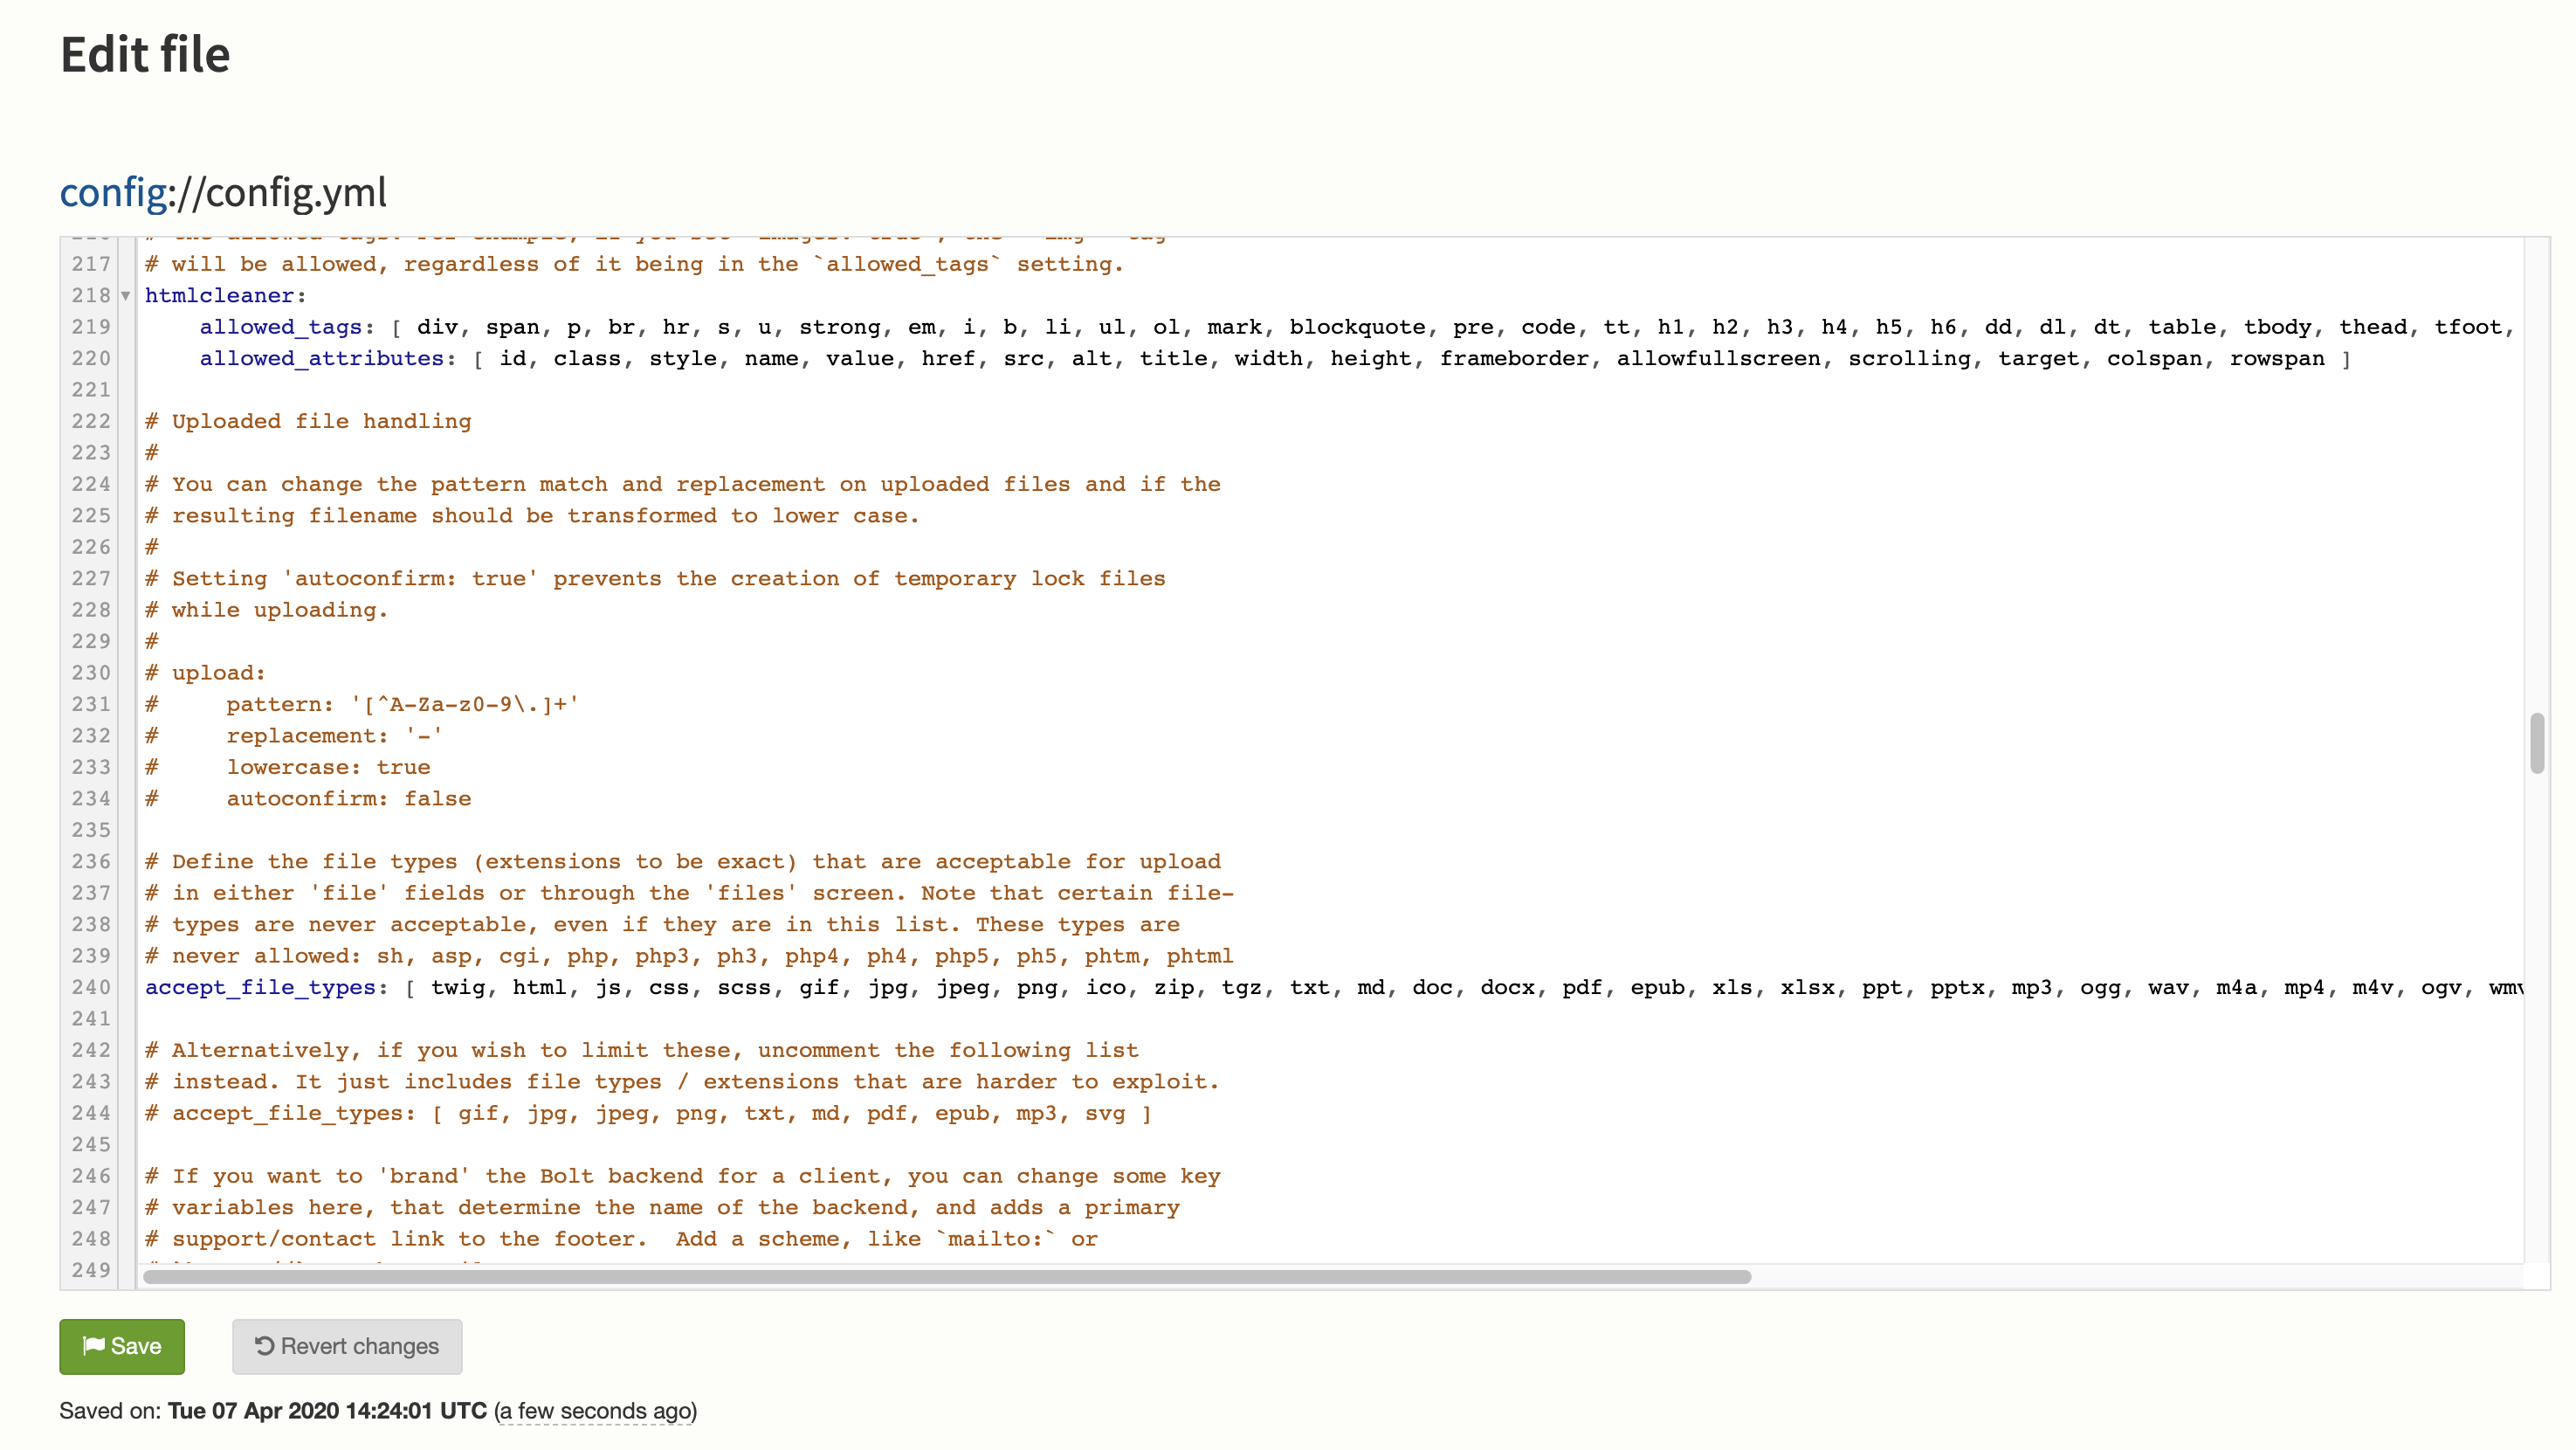 Edit file
config://config.yml
217 # will be allowed, regardless of it being in the `allowed_tags` setting.
218 htmlcleaner:
219     allowed_tags: [ div, span, p, br, hr, s, u, strong, em, i, b, li, ul, ol, mark, blockquote, pre, code, tt, h1, h2, h3, h4, h5, h6, dd, dl, dt, table, tbody, thead, tfoot,
220     allowed_attributes: [ id, class, style, name, value, href, src, alt, title, width, height, frameborder, allowfullscreen, scrolling, target, colspan, rowspan ]
221
222 # Uploaded file handling
223 #
224 # You can change the pattern match and replacement on uploaded files and if the
225 # resulting filename should be transformed to lower case.
226 #
227 # Setting 'autoconfirm: true' prevents the creation of temporary lock files
228 # while uploading.
229 #
230 # upload:
231 #     pattern: '[^A-Za-z0-9\.]+'
232 #     replacement: '-'
233 #     lowercase: true
234 #     autoconfirm: false
235
236 # Define the file types (extensions to be exact) that are acceptable for upload
237 # in either 'file' fields or through the 'files' screen. Note that certain file-
238 # types are never acceptable, even if they are in this list. These types are
239 # never allowed: sh, asp, cgi, php, php3, ph3, php4, ph4, php5, ph5, phtm, phtml
240 accept_file_types: [ twig, html, js, css, scss, gif, jpg, jpeg, png, ico, zip, tgz, txt, md, doc, docx, pdf, epub, xls, xlsx, ppt, pptx, mp3, ogg, wav, m4a, mp4, m4v, ogv, wmv
241
242 # Alternatively, if you wish to limit these, uncomment the following list
243 # instead. It just includes file types / extensions that are harder to exploit.
244 # accept_file_types: [ gif, jpg, jpeg, png, txt, md, pdf, epub, mp3, svg ]
245
246 # If you want to 'brand' the Bolt backend for a client, you can change some key
247 # variables here, that determine the name of the backend, and adds a primary
248 # support/contact link to the footer.  Add a scheme, like `mailto:` or
249
Save
Revert changes
Saved on: Tue 07 Apr 2020 14:24:01 UTC (a few seconds ago)